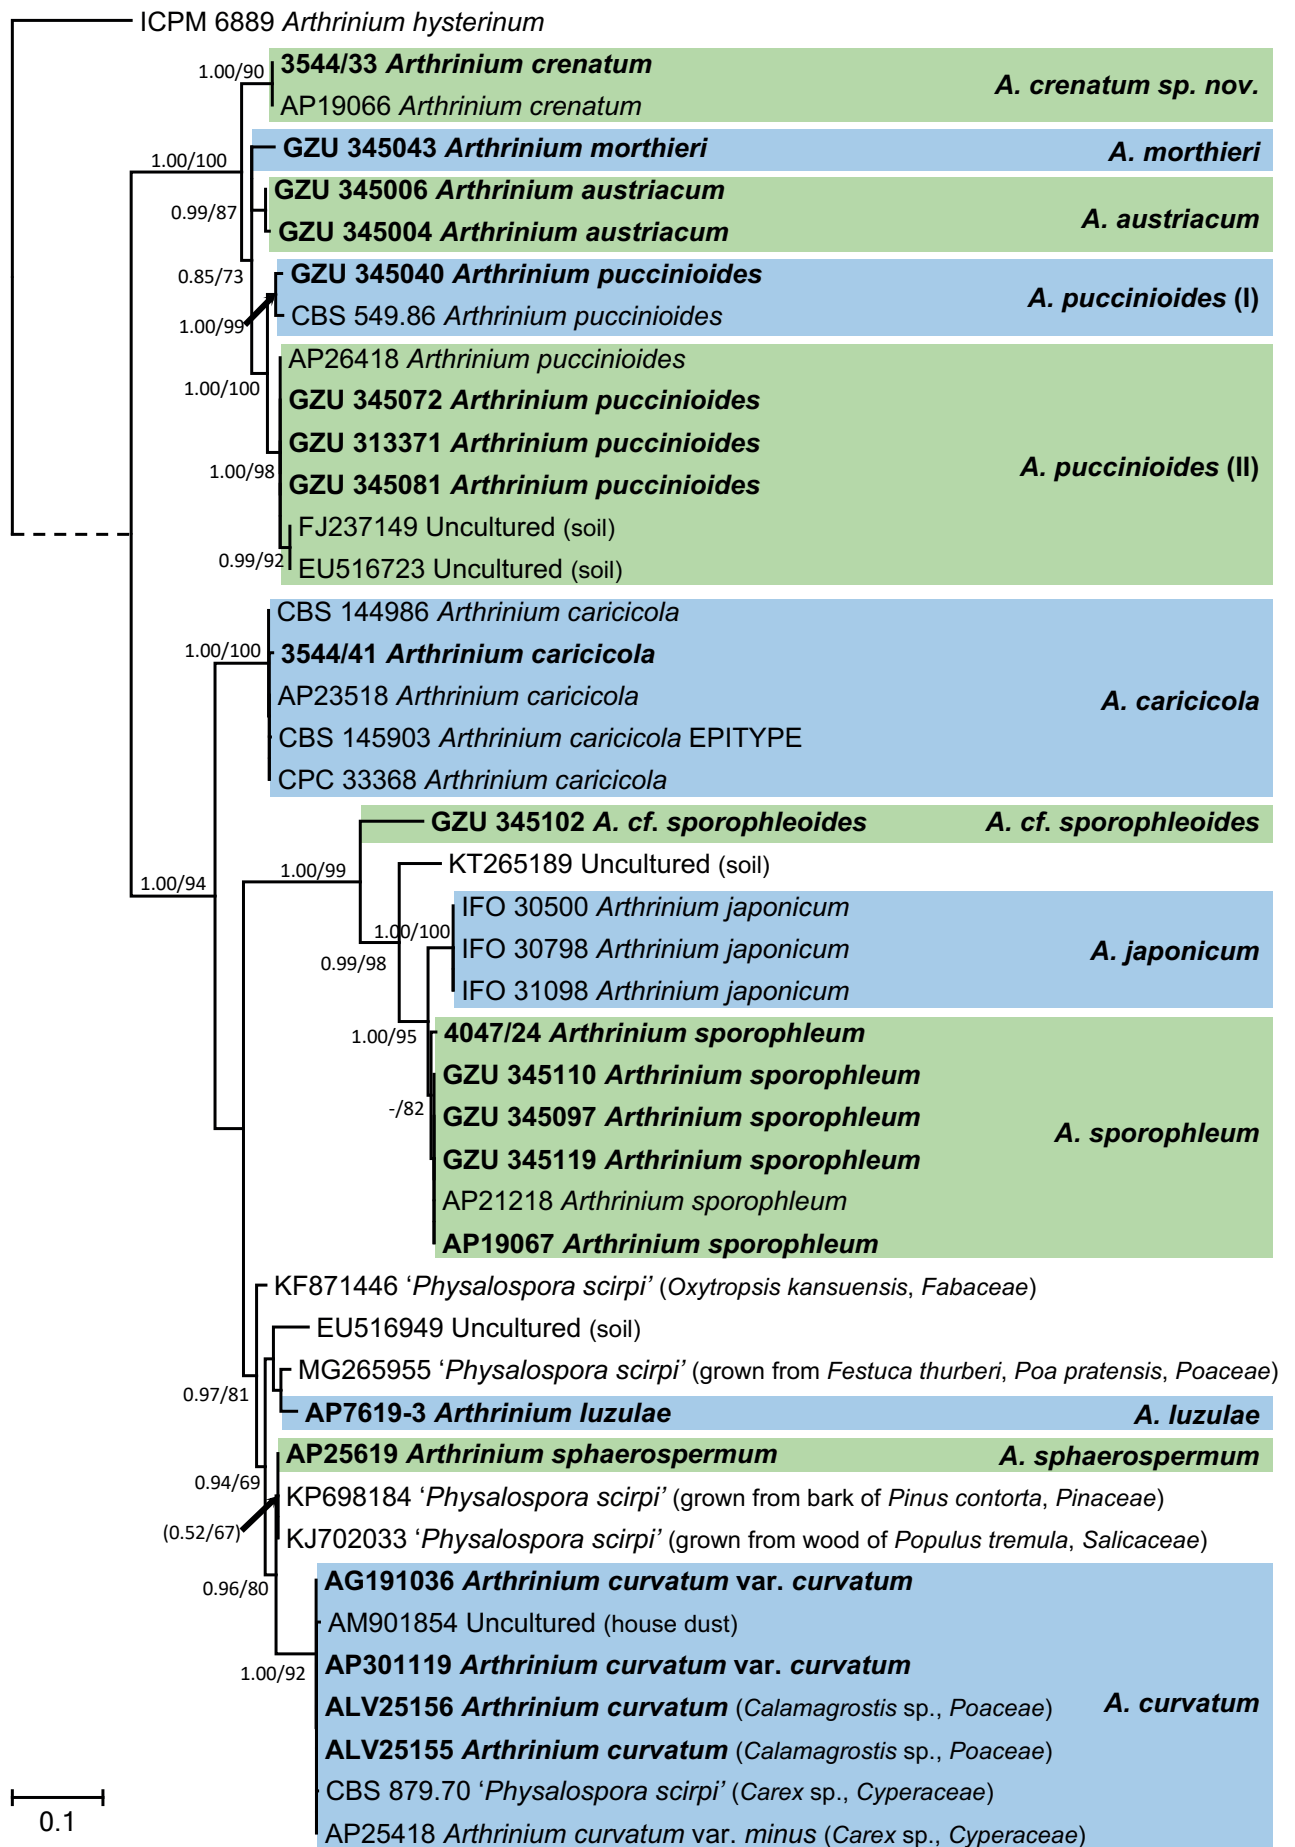 ICPM 6889 Arthrinium hysterinum
1.00/90
3544/33 Arthrinium crenatum
A. crenatum sp. nov.
AP19066 Arthrinium crenatum
1.00/100
GZU 345043 Arthrinium morthieri
A. morthieri
0.99/87
GZU 345006 Arthrinium austriacum
A. austriacum
GZU 345004 Arthrinium austriacum
0.85/73
GZU 345040 Arthrinium puccinioides
A. puccinioides (I)
1.00/99
CBS 549.86 Arthrinium puccinioides
AP26418 Arthrinium puccinioides
1.00/100
GZU 345072 Arthrinium puccinioides
GZU 313371 Arthrinium puccinioides
A. puccinioides (II)
1.00/98
GZU 345081 Arthrinium puccinioides
FJ237149 Uncultured (soil)
0.99/92
EU516723 Uncultured (soil)
CBS 144986 Arthrinium caricicola
1.00/100
3544/41 Arthrinium caricicola
AP23518 Arthrinium caricicola
A. caricicola
CBS 145903 Arthrinium caricicola EPITYPE
CPC 33368 Arthrinium caricicola
GZU 345102 A. cf. sporophleoides
A. cf. sporophleoides
1.00/94
1.00/99
KT265189 Uncultured (soil)
IFO 30500 Arthrinium japonicum
1.00/100
IFO 30798 Arthrinium japonicum
A. japonicum
0.99/98
IFO 31098 Arthrinium japonicum
1.00/95
4047/24 Arthrinium sporophleum
GZU 345110 Arthrinium sporophleum
-/82
GZU 345097 Arthrinium sporophleum
A. sporophleum
GZU 345119 Arthrinium sporophleum
AP21218 Arthrinium sporophleum
AP19067 Arthrinium sporophleum
KF871446 ‘Physalospora scirpi’ (Oxytropsis kansuensis, Fabaceae)
EU516949 Uncultured (soil)
MG265955 ‘Physalospora scirpi’ (grown from Festuca thurberi, Poa pratensis, Poaceae)
0.97/81
AP7619-3 Arthrinium luzulae
A. luzulae
AP25619 Arthrinium sphaerospermum
A. sphaerospermum
0.94/69
KP698184 ‘Physalospora scirpi’ (grown from bark of Pinus contorta, Pinaceae)
(0.52/67)
KJ702033 ‘Physalospora scirpi’ (grown from wood of Populus tremula, Salicaceae)
0.96/80
AG191036 Arthrinium curvatum var. curvatum
AM901854 Uncultured (house dust)
1.00/92
AP301119 Arthrinium curvatum var. curvatum
ALV25156 Arthrinium curvatum (Calamagrostis sp., Poaceae)
A. curvatum
ALV25155 Arthrinium curvatum (Calamagrostis sp., Poaceae)
CBS 879.70 ‘Physalospora scirpi’ (Carex sp., Cyperaceae)
AP25418 Arthrinium curvatum var. minus (Carex sp., Cyperaceae)
0.1